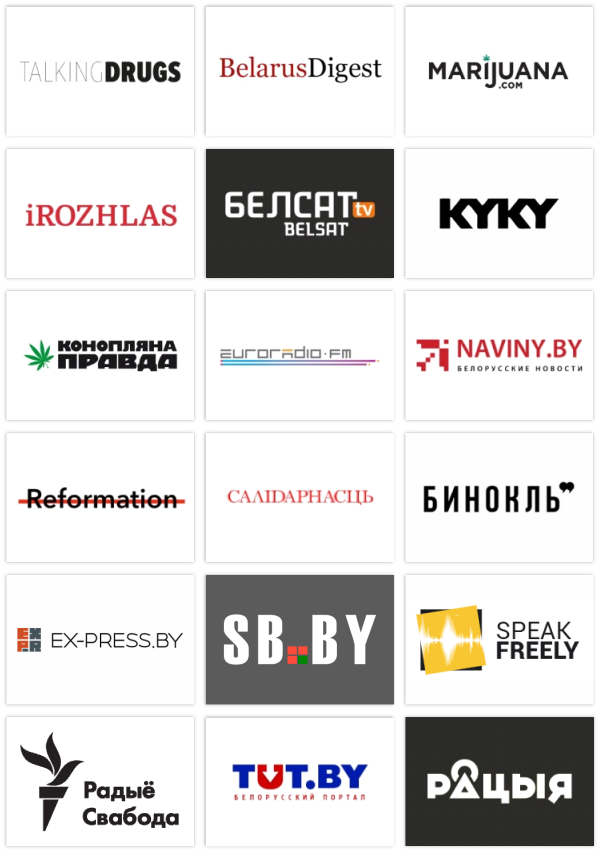 TALKINGDRUGS
BelarusDigest
MARIJUANA
.COM
iROZHLAS
БЕЛСАТ tv
BELSAT
KYKY
КОНОПЛЯНА
ПРАВДА
EURORADIO·FM
NAVINY.BY
БЕЛОРУССКИЕ НОВОСТИ
Reformation
САЛІДАРНАСЦЬ
БИНОКЛЬ
EXPR
EX-PRESS.BY
SB.BY
SPEAK
FREELY
Радыё
Свабода
TUT.BY
БЕЛОРУССКИЙ ПОРТАЛ
РАЦЫЯ